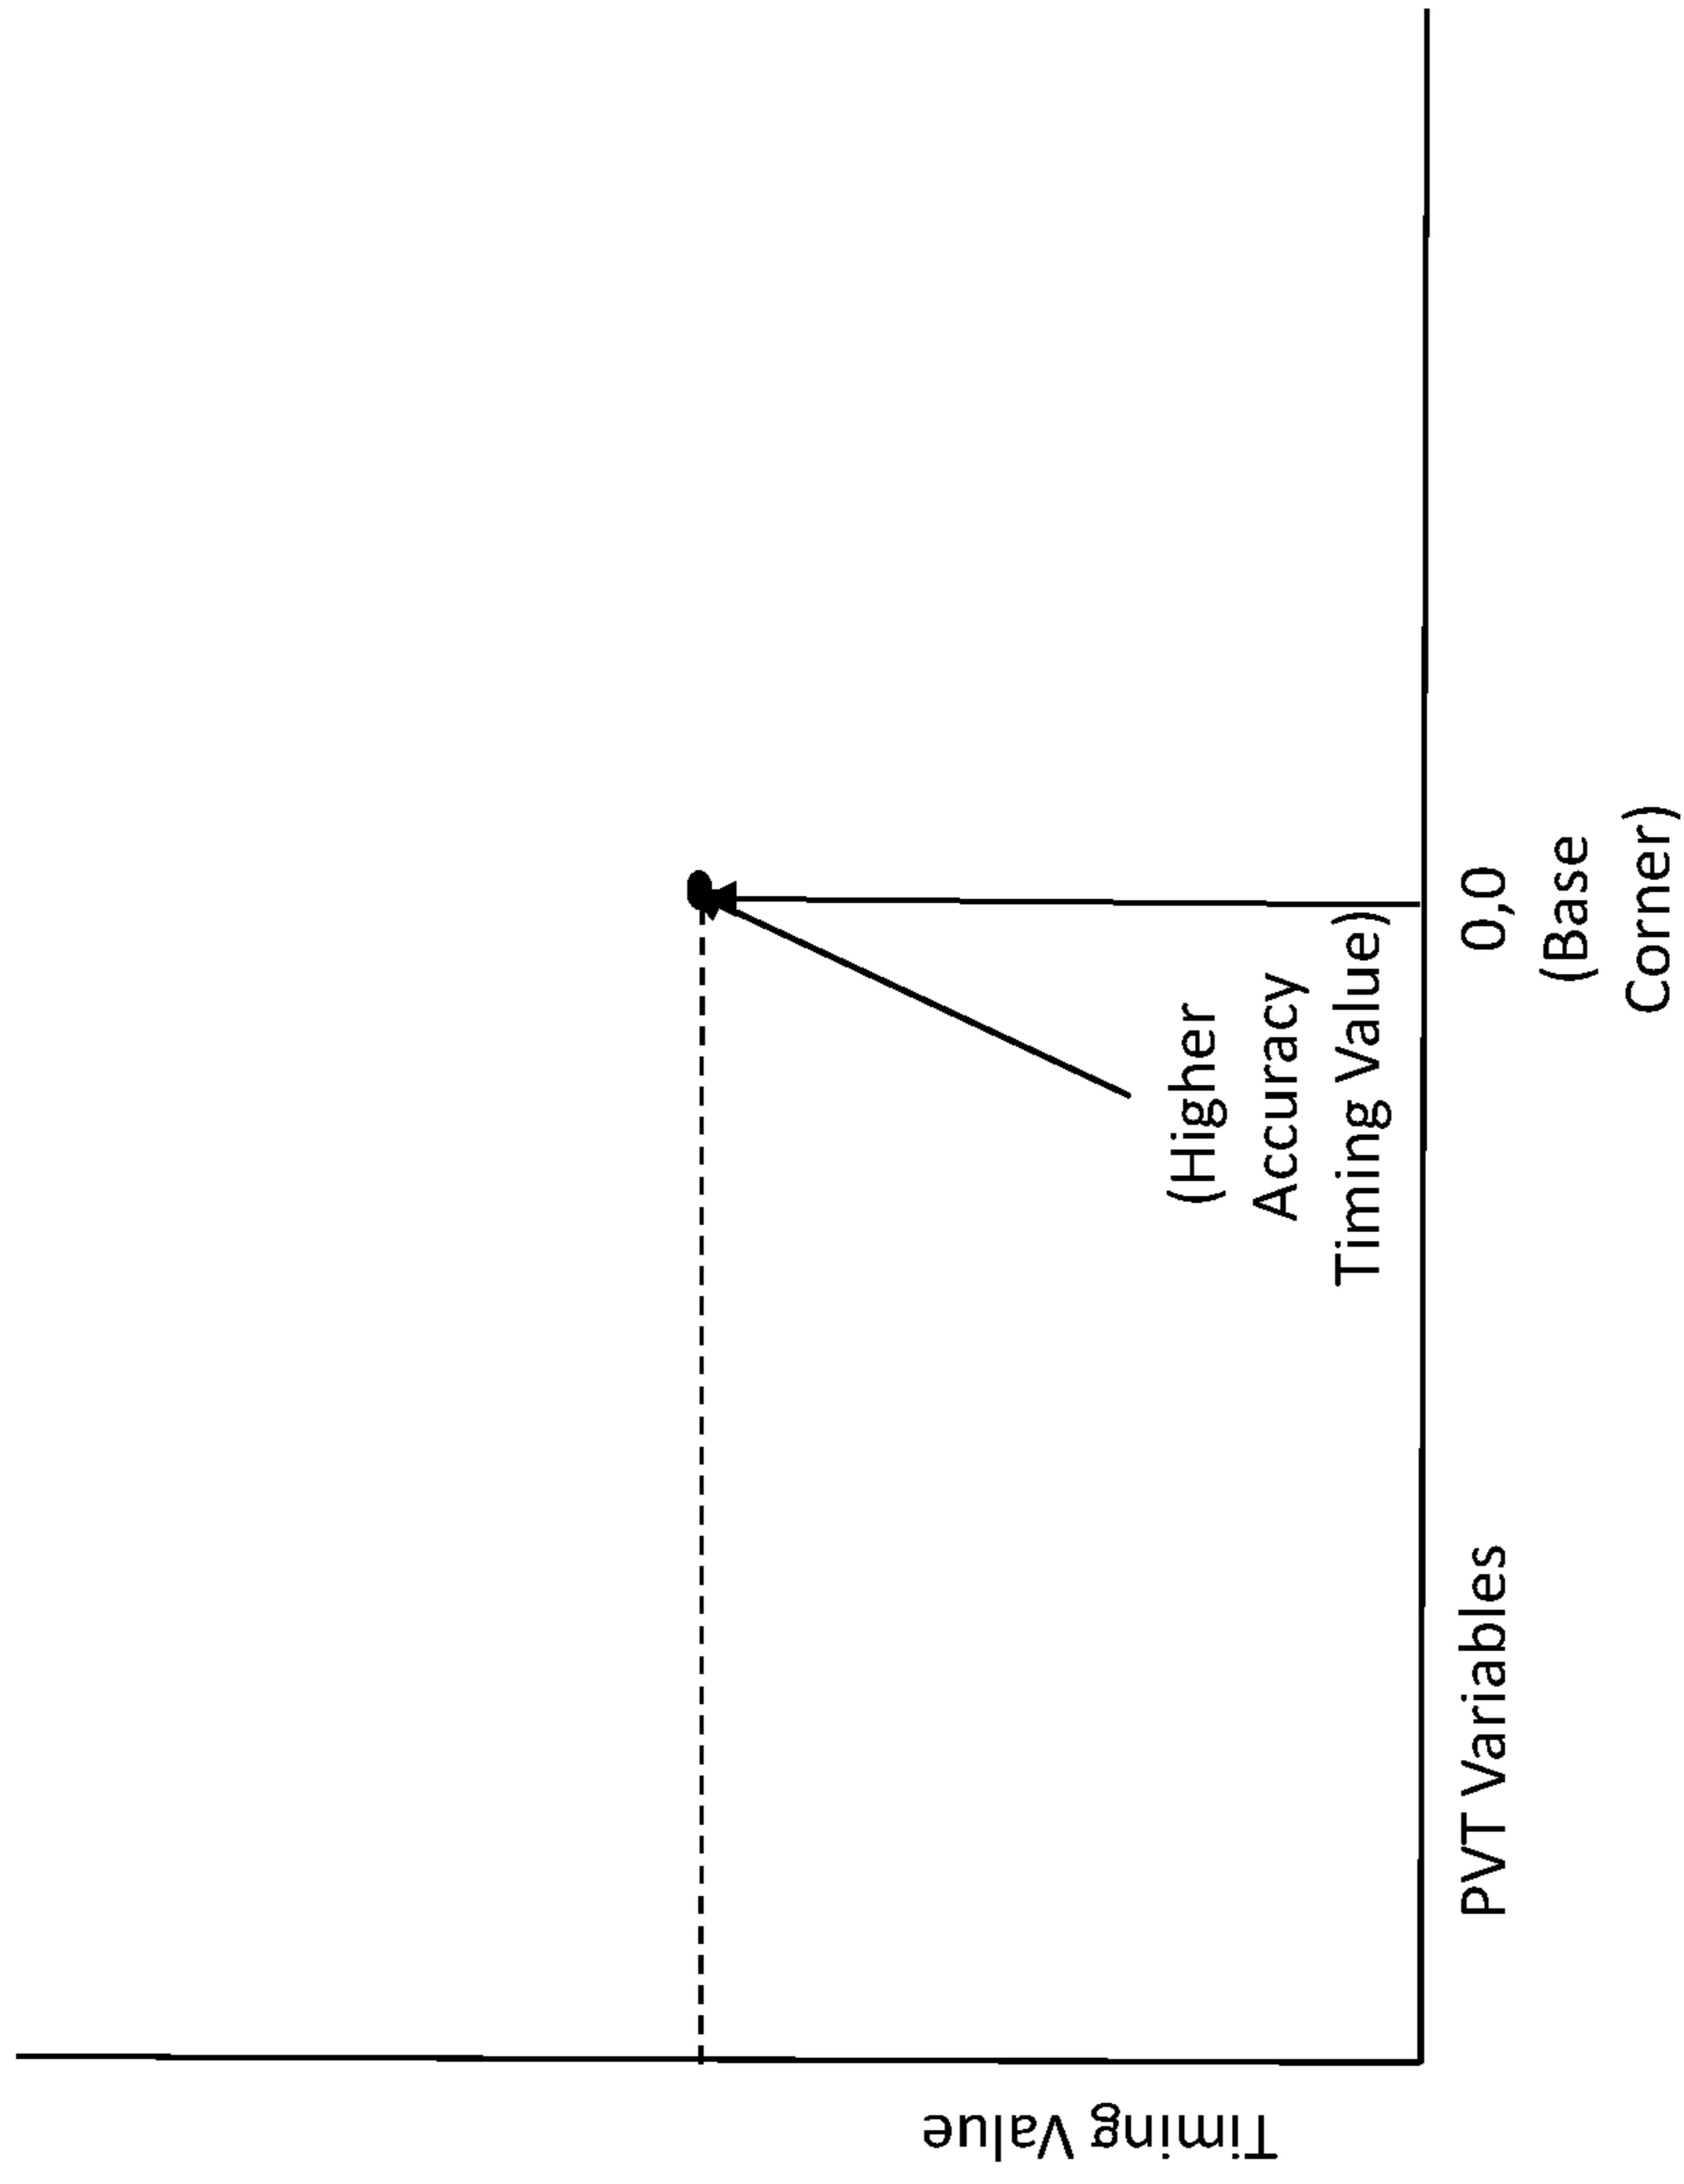 Timing Value
(Higher
Accuracy
Timing Value)
PVT Variables
0,0
(Base
Corner)